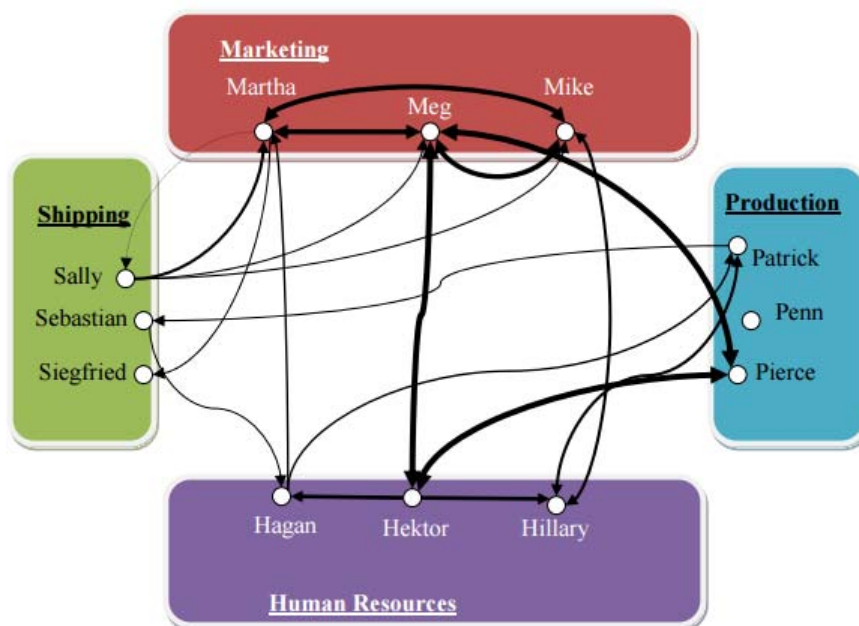 Marketing
Martha
Meg
Mike
Shipping
Sally
Sebastian
Siegfried
Production
Patrick
Penn
Pierce
Hagan
Hektor
Hillary
Human Resources